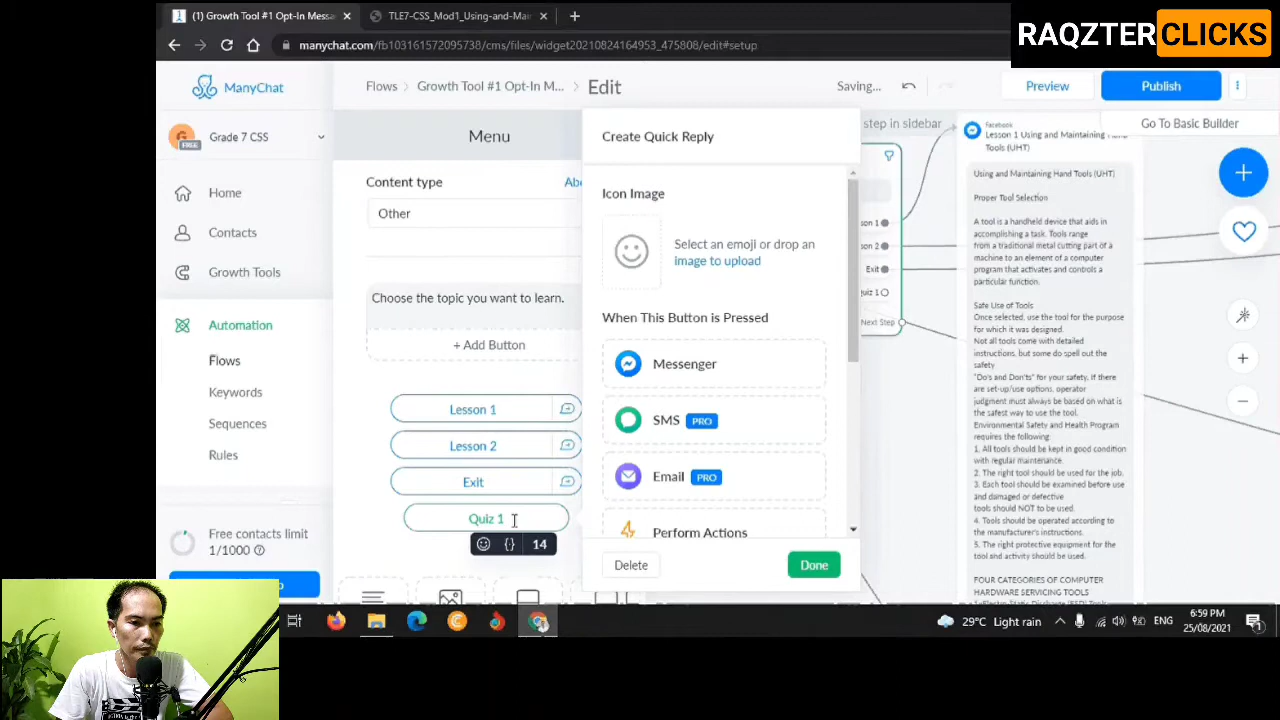 (1) Growth Tool #1 Opt-In Messa
TLE7-CSS_Mod1_Using-and-Mai
RAQZTER CLICKS
manychat.com/fb103161572095738/cms/files/widget20210824164953_475808/edit#setup
ManyChat
Flows
Growth Tool #1 Opt-In M...
Edit
Saving...
Preview
Publish
Go To Basic Builder
Grade 7 CSS
FREE
Home
Contacts
Growth Tools
Automation
Flows
Keywords
Sequences
Rules
Free contacts limit
1/1000
Menu
Content type
Abo
Other
Choose the topic you want to learn.
+ Add Button
Lesson 1
Lesson 2
Exit
Quiz 1
14
Create Quick Reply
Icon Image
Select an emoji or drop an
image to upload
When This Button is Pressed
Messenger
SMS PRO
Email PRO
Perform Actions
Delete
Done
step in sidebar
son 1
son 2
Exit
uiz 1
Next Step
Facebook
Lesson 1 Using and Maintaining Hand
Tools (UHT)
Using and Maintaining Hand Tools (UHT)
Proper Tool Selection
A tool is a handheld device that aids in
accomplishing a task. Tools range
from a traditional metal cutting part of a
machine to an element of a computer
program that activates and controls a
particular function.
Safe Use of Tools
Once selected, use the tool for the purpose
for which it was designed.
Not all tools come with detailed
instructions, but some do spell out the
safety
"Do's and Don'ts" for your safety. If there
are set-up/use options, operator
judgment must always be based on what is
the safest way to use the tool.
Environmental Safety and Health Program
requires the following:
1. All tools should be kept in good condition
with regular maintenance.
2. The right tool should be used for the job.
3. Each tool should be examined before use
and damaged or defective
tools should NOT to be used.
4. Tools should be operated according to
the manufacturer's instructions.
5. The right protective equipment for the
tool and activity should be used.
FOUR CATEGORIES OF COMPUTER
HARDWARE SERVICING TOOLS
29°C Light rain
ENG
6:59 PM
25/08/2021